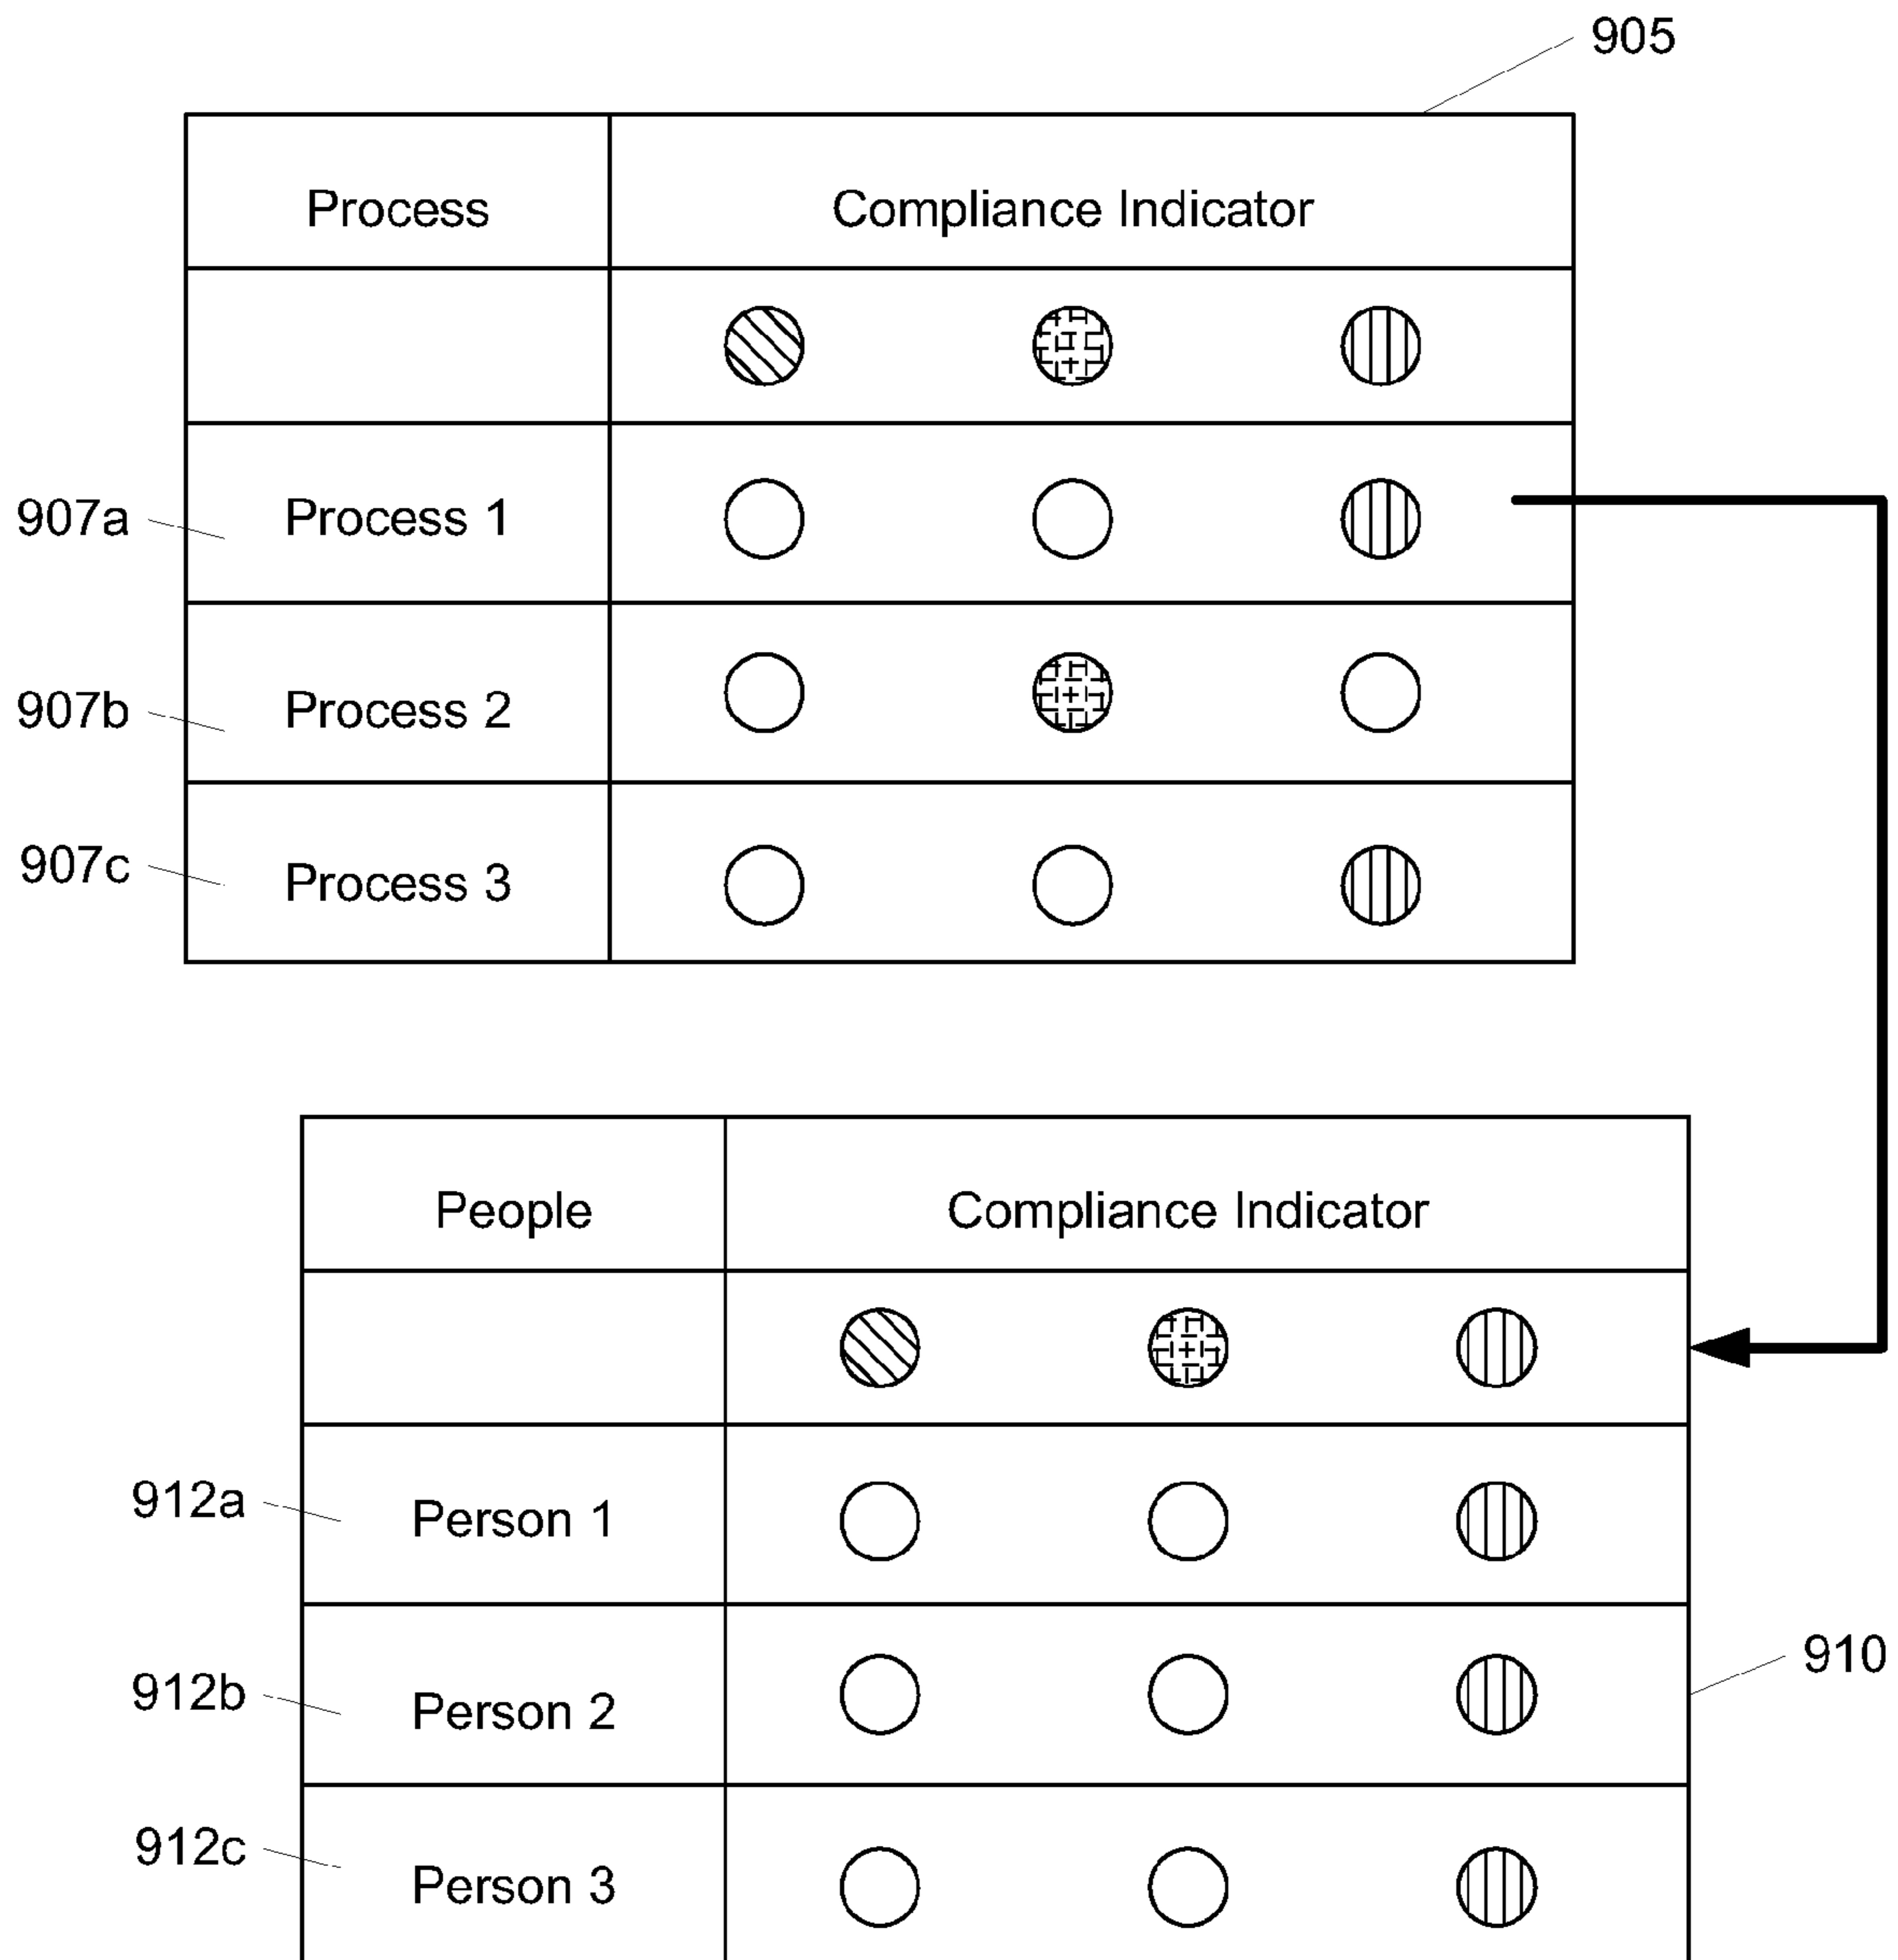 905
Process Compliance Indicator
907a Process 1
907b Process 2
907c Process 3
People Compliance Indicator
912a Person 1
910
912b Person 2
912c Person 3